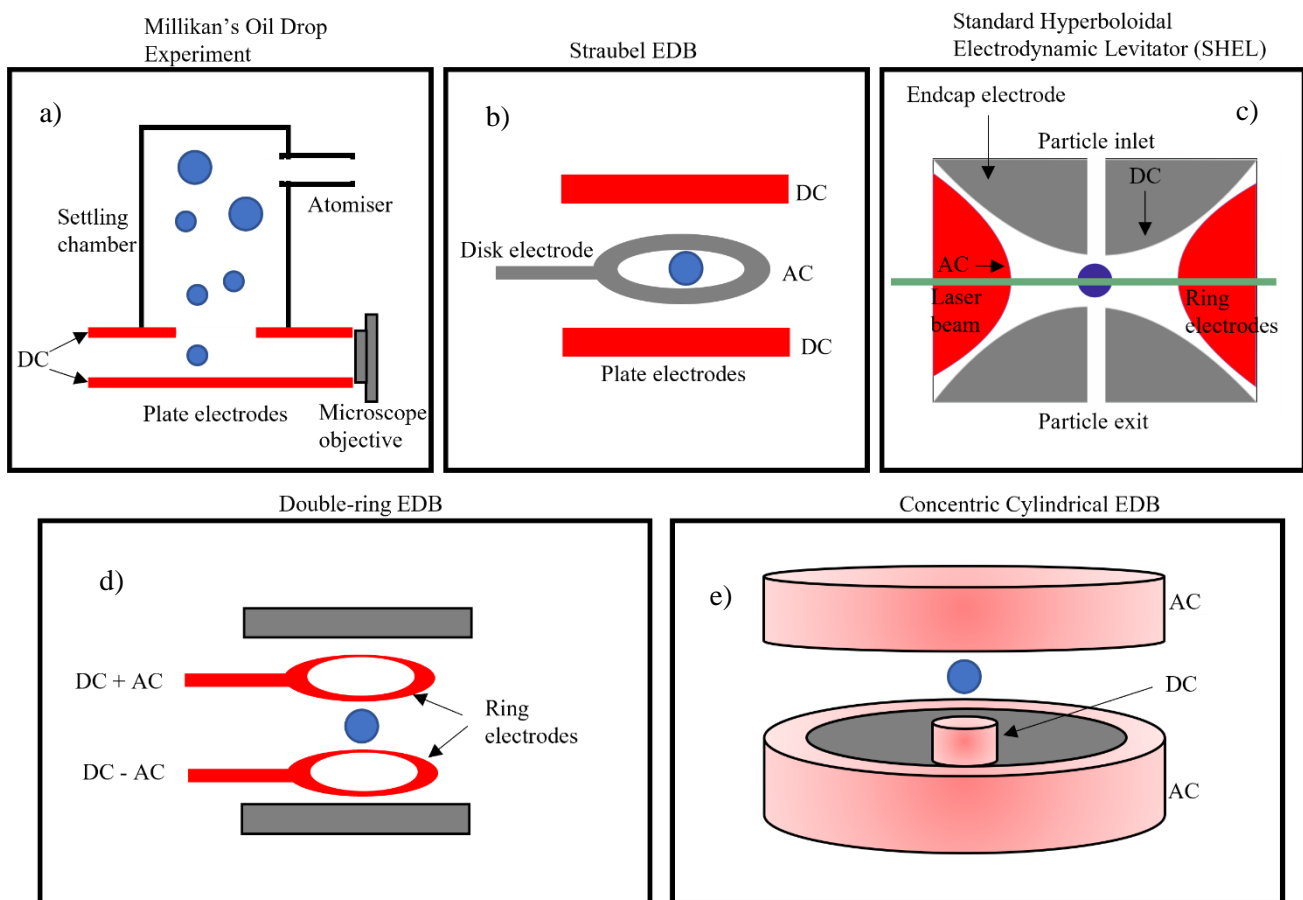 Millikan's Oil Drop
Experiment
a)
Settling
chamber
Atomiser
DC
Plate electrodes
Microscope
objective
Straubel EDB
b)
DC
Disk electrode
AC
DC
Plate electrodes
Standard Hyperboloidal
Electrodynamic Levitator (SHEL)
Endcap electrode
c)
Particle inlet
DC
AC
Laser
beam
Ring
electrodes
Particle exit
Double-ring EDB
d)
DC + AC
Ring
electrodes
DC - AC
Concentric Cylindrical EDB
e)
AC
DC
AC